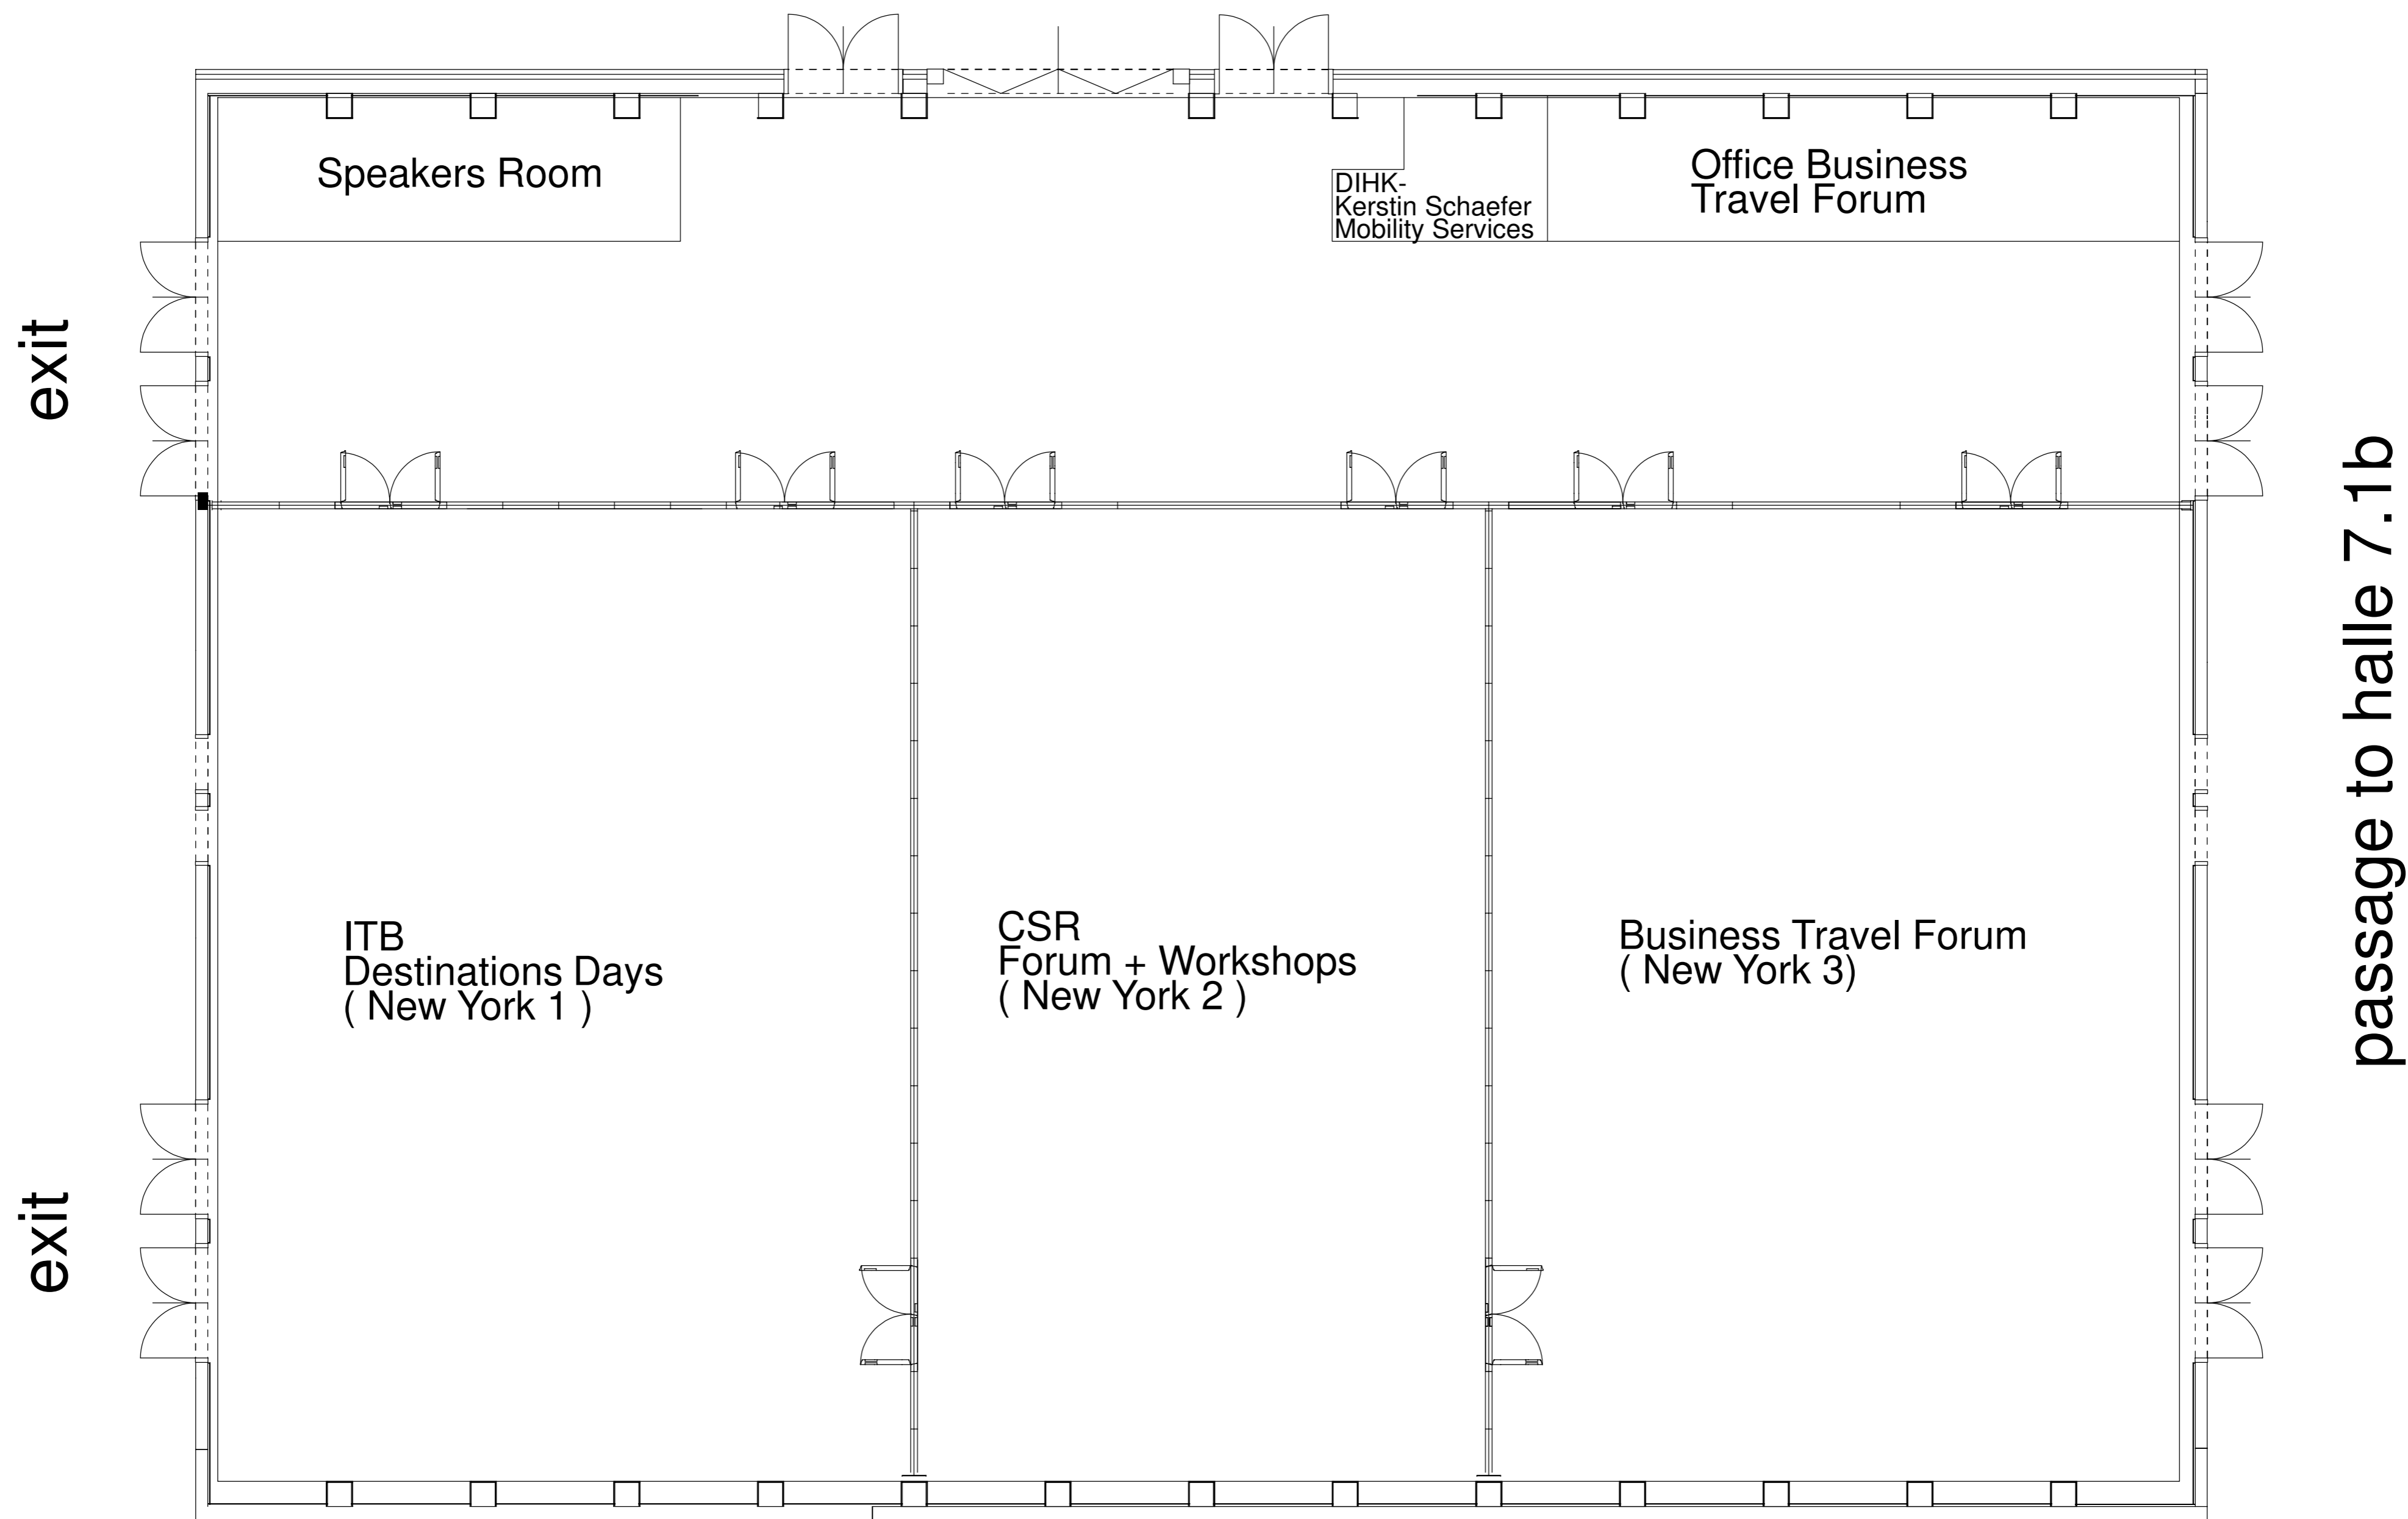 Speakers Room
DIHK-
Kerstin Schaefer
Mobility Services
Office Business
Travel Forum
exit
passage to halle 7.1b
ITB
Destinations Days
( New York 1 )
CSR
Forum + Workshops
( New York 2 )
Business Travel Forum
( New York 3)
exit